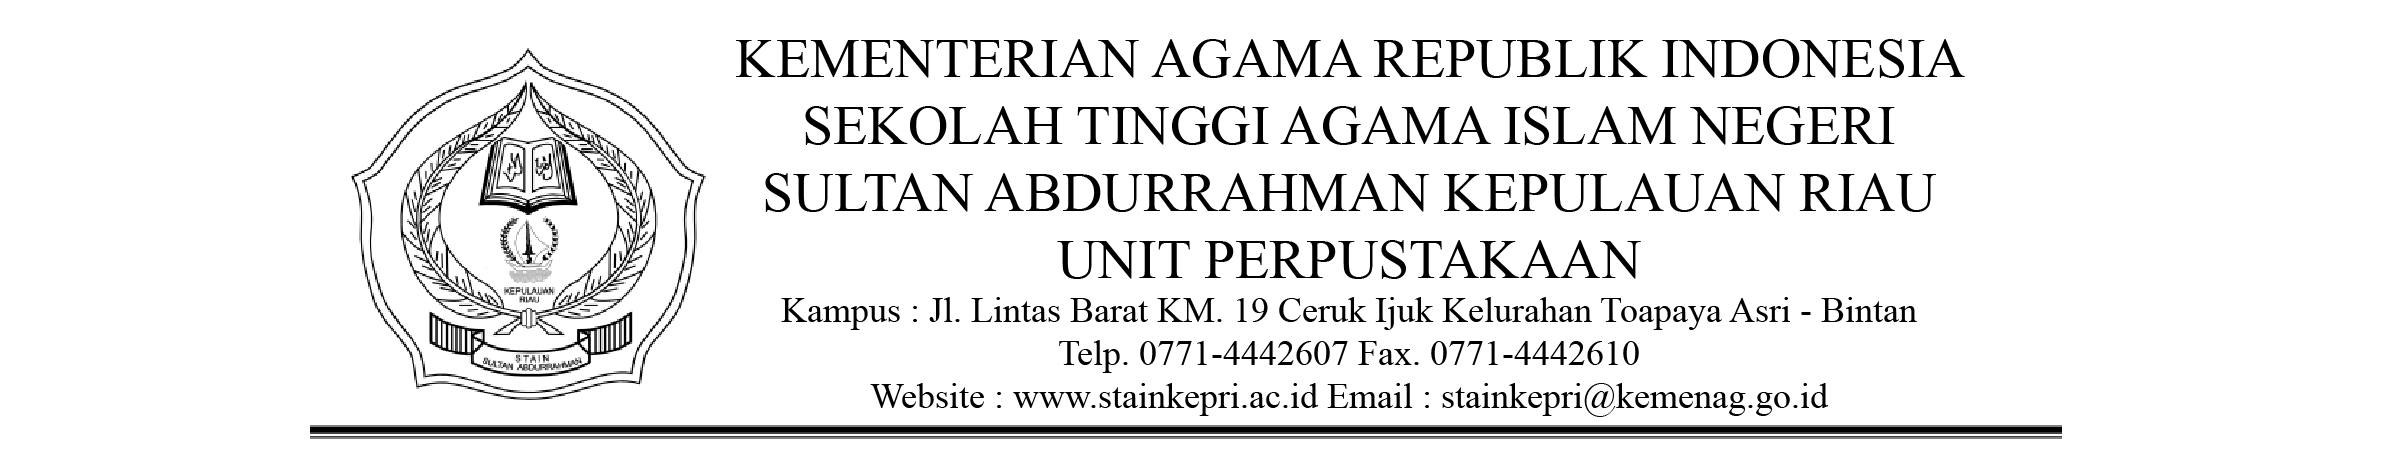 KEMENTERIAN AGAMA REPUBLIK INDONESIA
SEKOLAH TINGGI AGAMA ISLAM NEGERI
SULTAN ABDURRAHMAN KEPULAUAN RIAU
UNIT PERPUSTAKAAN
Kampus : Jl. Lintas Barat KM. 19 Ceruk Ijuk Kelurahan Toapaya Asri - Bintan
Telp. 0771-4442607 Fax. 0771-4442610
Website : www.stainkepri.ac.id Email : stainkepri@kemenag.go.id
KEPULAUAN
RIAU
STAIN
SULTAN ABDURRAHMAN